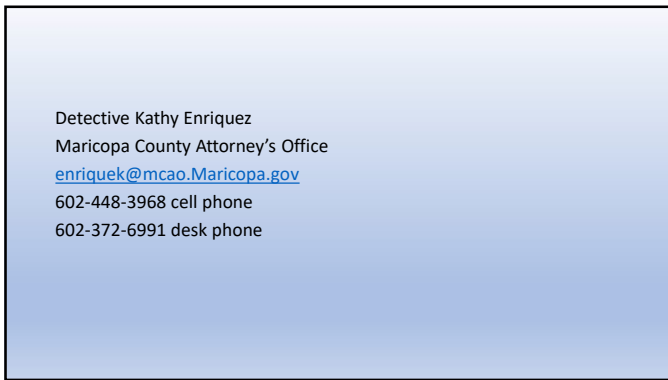 Detective Kathy Enriquez
Maricopa County Attorney’s Office
enriquek@mcao.Maricopa.gov
602-448-3968 cell phone
602-372-6991 desk phone